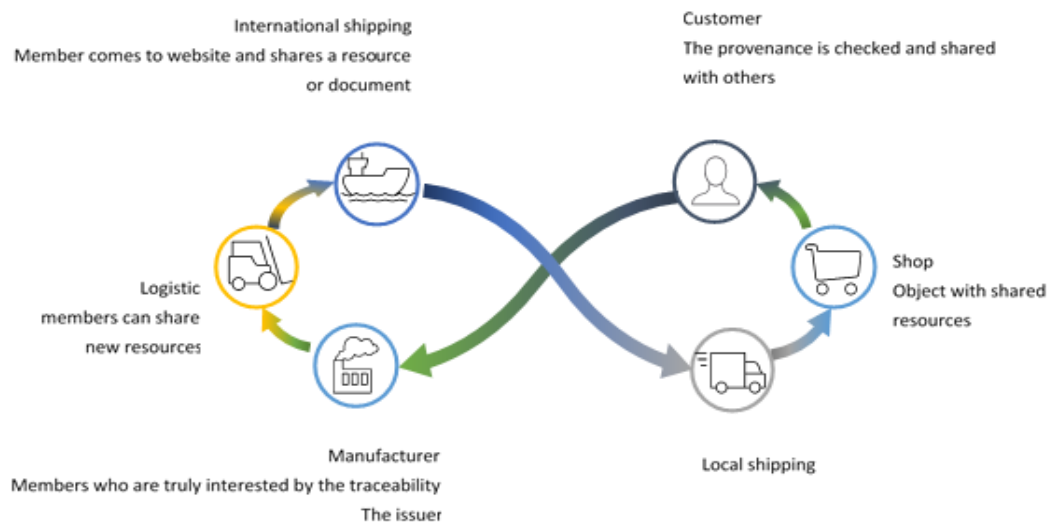 International shipping
Member comes to website and shares a resource
or document
Customer
The provenance is checked and shared
with others
Logistic
members can share
new resources
Shop
Object with shared
resources
Manufacturer
Members who are truly interested by the traceability
The issuer
Local shipping